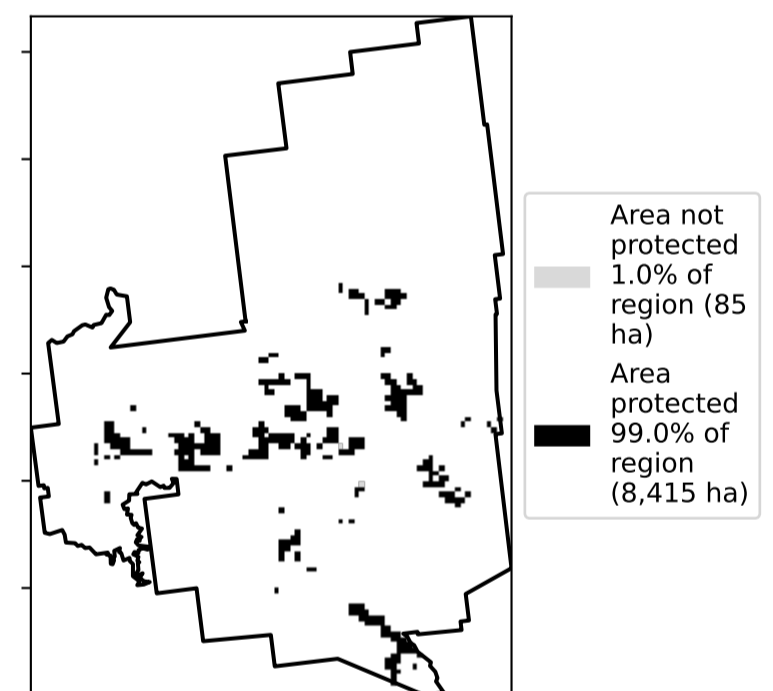 Area not
protected
1.0% of
region (85
ha)
Area
protected
99.0% of
region
(8,415 ha)